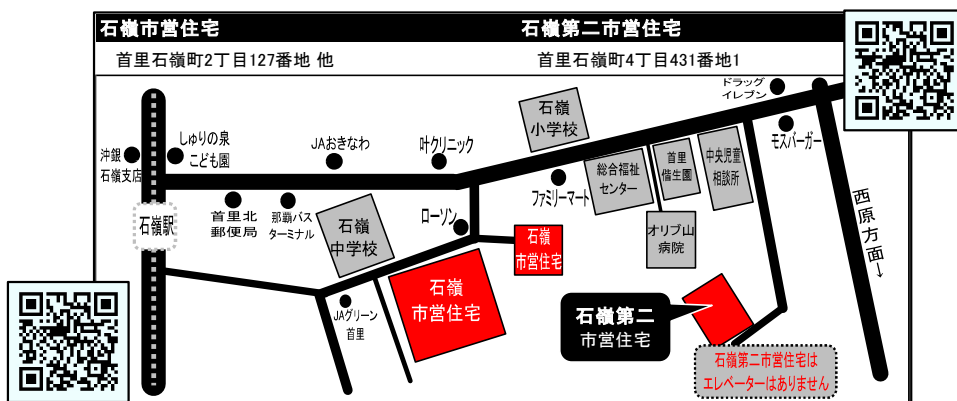 石嶺市営住宅
石嶺第二市営住宅
首里石嶺町2丁目127番地 他
首里石嶺町4丁目431番地1
ドラッグ
イレブン
石嶺
小学校
モスバーガー
しゅりの泉
こども園
沖銀
石嶺支店
JAおきなわ
叶クリニック
総合福祉
センター
首里
偕生園
中央児童
相談所
ファミリーマート
西原方面→
石嶺駅
首里北
郵便局
那覇バス
ターミナル
石嶺
中学校
ローソン
石嶺
市営住宅
オリブ山
病院
石嶺
市営住宅
JAグリーン
首里
石嶺第二
市営住宅
石嶺第二市営住宅は
エレベーターはありません